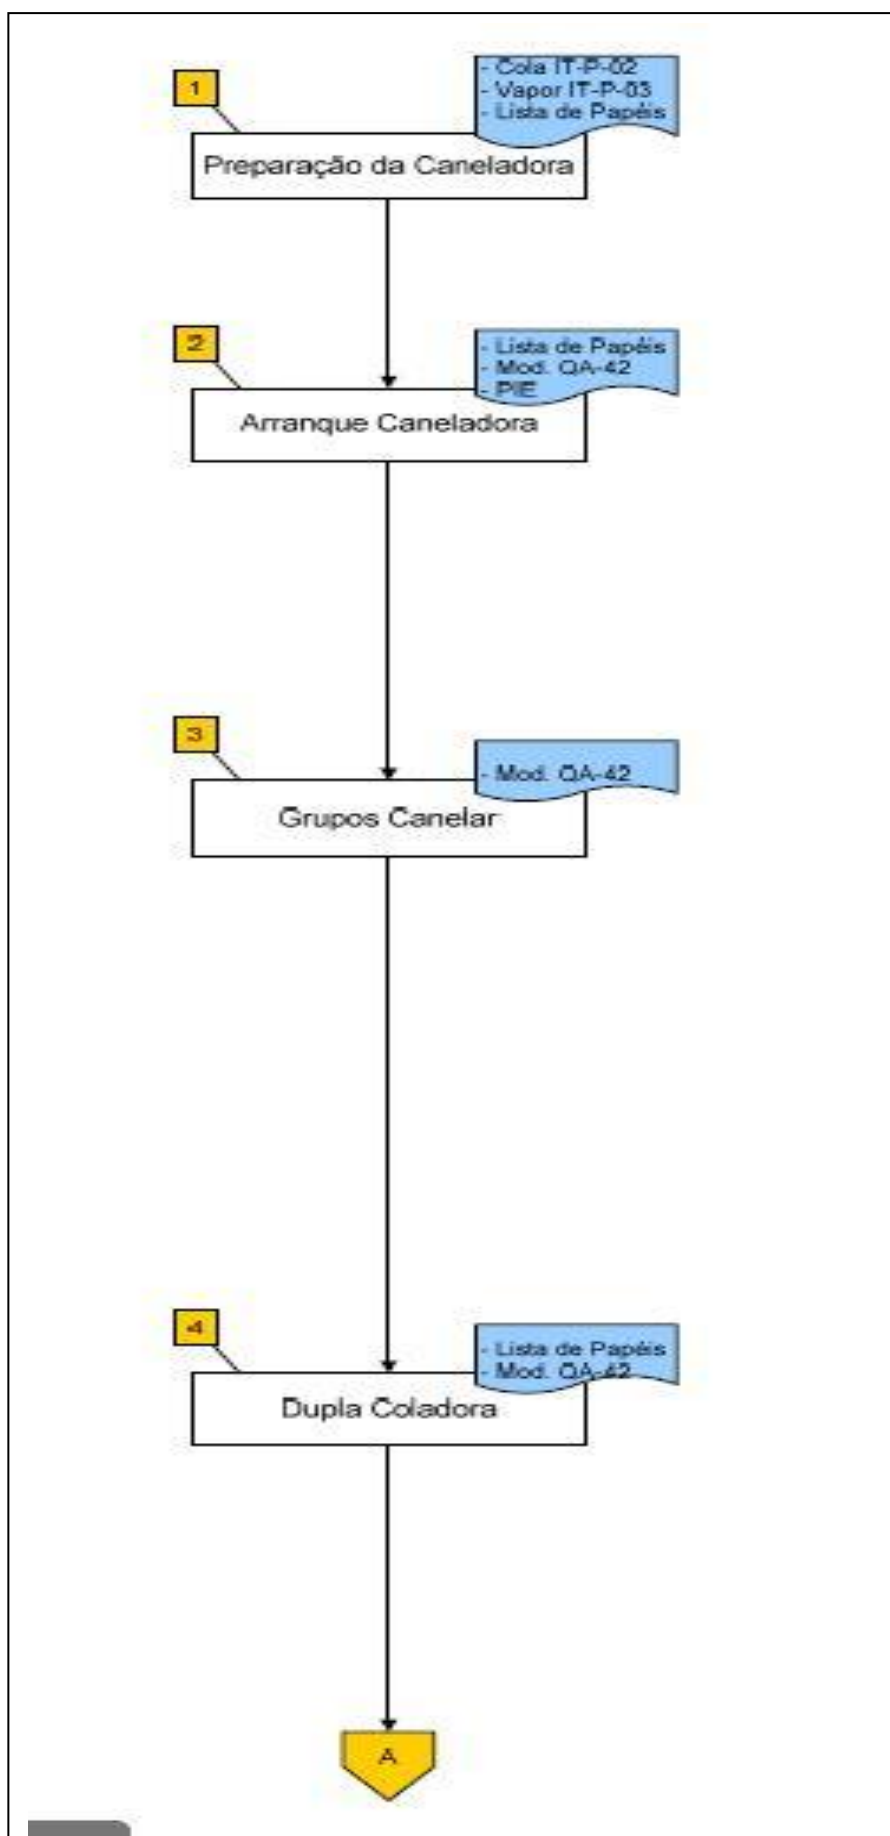 1
- Cola IT-P-02
- Vapor IT-P-03
- Lista de Papéis
Preparação da Caneladora
2
- Lista de Papéis
- Mod. QA-42
- PIE
Arranque Caneladora
3
- Mod. QA-42
Grupos Canelar
4
- Lista de Papéis
- Mod. QA-42
Dupla Coladora
A